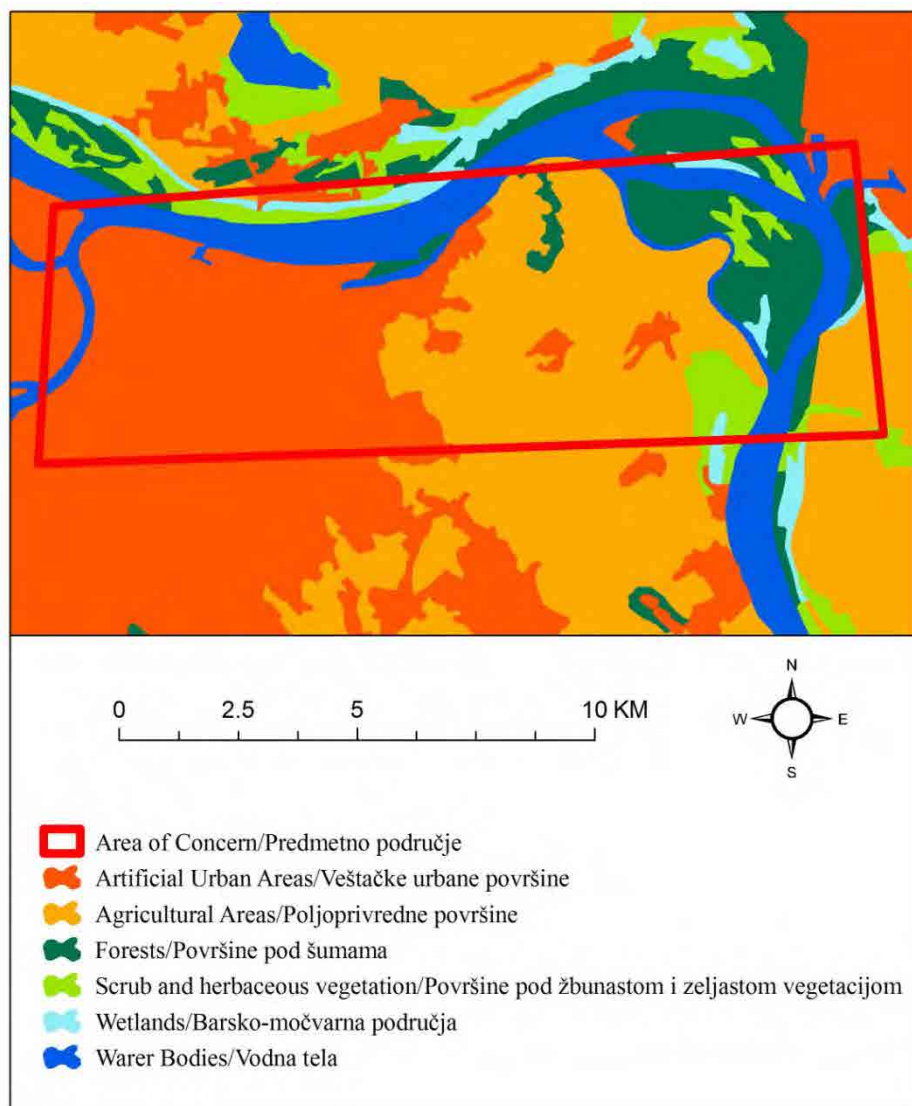 0 2.5 5 10 KM
N
W E
S
Area of Concern/Predmetno područje
Artificial Urban Areas/Veštačke urbane površine
Agricultural Areas/Poljoprivredne površine
Forests/Površine pod šumama
Scrub and herbaceous vegetation/Površine pod žbunastom i zeljastom vegetacijom
Wetlands/Barsko-močvarna područja
Warer Bodies/Vodna tela